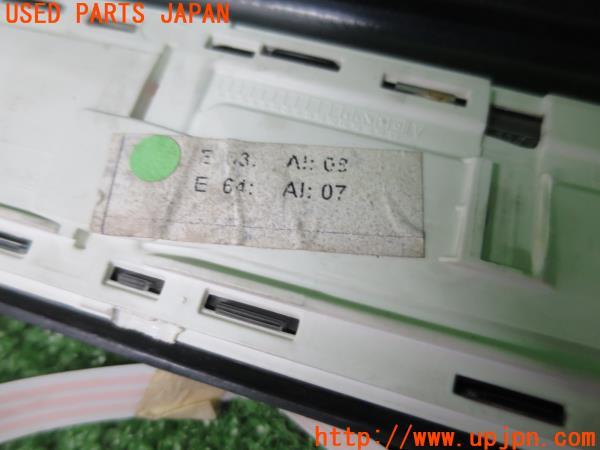 USED PARTS JAPAN
E 63: AI: 08
E 64: AI: 07
http://www.upjpn.com